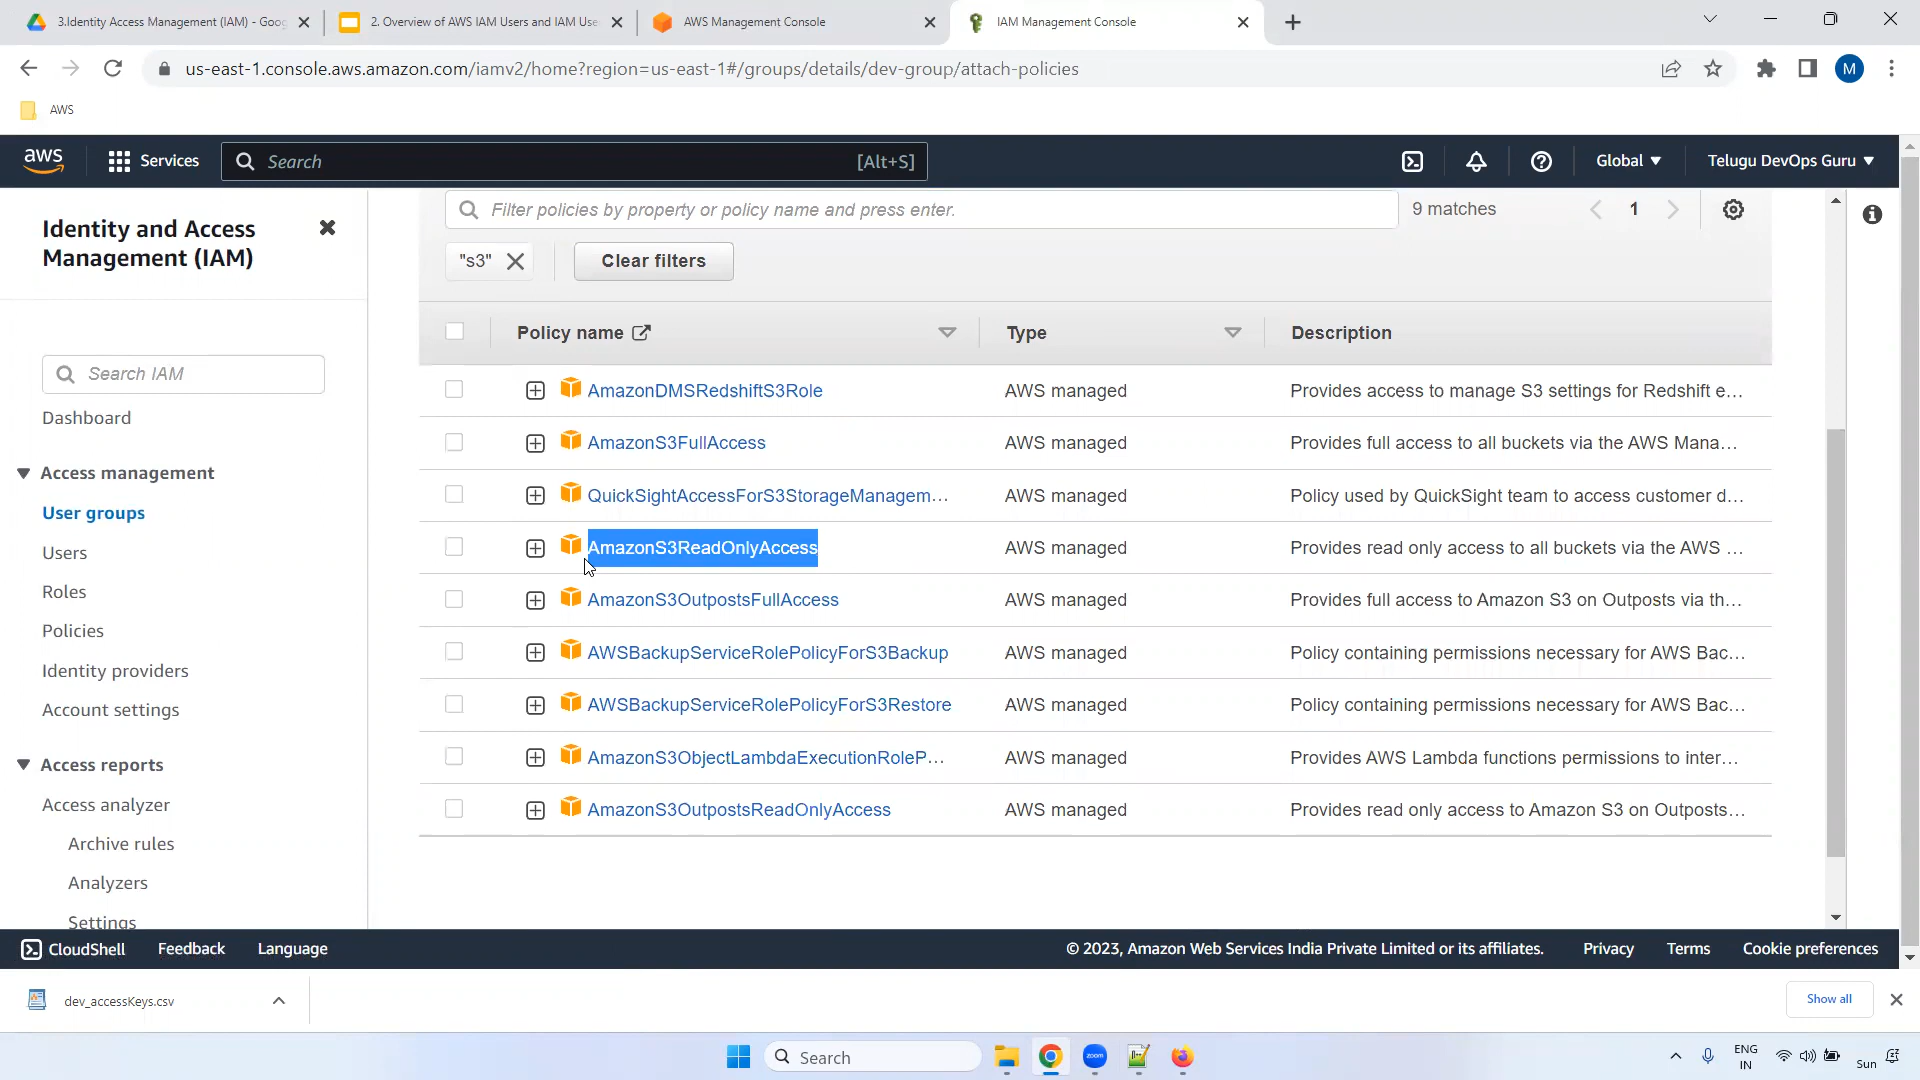 3.Identity Access Management (IAM) - Goog
2. Overview of AWS IAM Users and IAM Use
AWS Management Console
IAM Management Console
us-east-1.console.aws.amazon.com/iamv2/home?region=us-east-1#/groups/details/dev-group/attach-policies
M
AWS
aws
Services
Search
[Alt+S]
Global
Telugu DevOps Guru
Identity and Access
Management (IAM)
Search IAM
Dashboard
Access management
User groups
Users
Roles
Policies
Identity providers
Account settings
Access reports
Access analyzer
Archive rules
Analyzers
Settings
Filter policies by property or policy name and press enter.
9 matches
1
"s3"
Clear filters
Policy name
Type
Description
AmazonDMSRedshiftS3Role
AWS managed
Provides access to manage S3 settings for Redshift e...
AmazonS3FullAccess
AWS managed
Provides full access to all buckets via the AWS Mana...
QuickSightAccessForS3StorageManagem...
AWS managed
Policy used by QuickSight team to access customer d...
AmazonS3ReadOnlyAccess
AWS managed
Provides read only access to all buckets via the AWS ...
AmazonS3OutpostsFullAccess
AWS managed
Provides full access to Amazon S3 on Outposts via th...
AWSBackupServiceRolePolicyForS3Backup
AWS managed
Policy containing permissions necessary for AWS Bac...
AWSBackupServiceRolePolicyForS3Restore
AWS managed
Policy containing permissions necessary for AWS Bac...
AmazonS3ObjectLambdaExecutionRoleP...
AWS managed
Provides AWS Lambda functions permissions to inter...
AmazonS3OutpostsReadOnlyAccess
AWS managed
Provides read only access to Amazon S3 on Outposts...
CloudShell
Feedback
Language
© 2023, Amazon Web Services India Private Limited or its affiliates.
Privacy
Terms
Cookie preferences
dev_accessKeys.csv
Show all
Search
zoom
ENG
IN
Sun